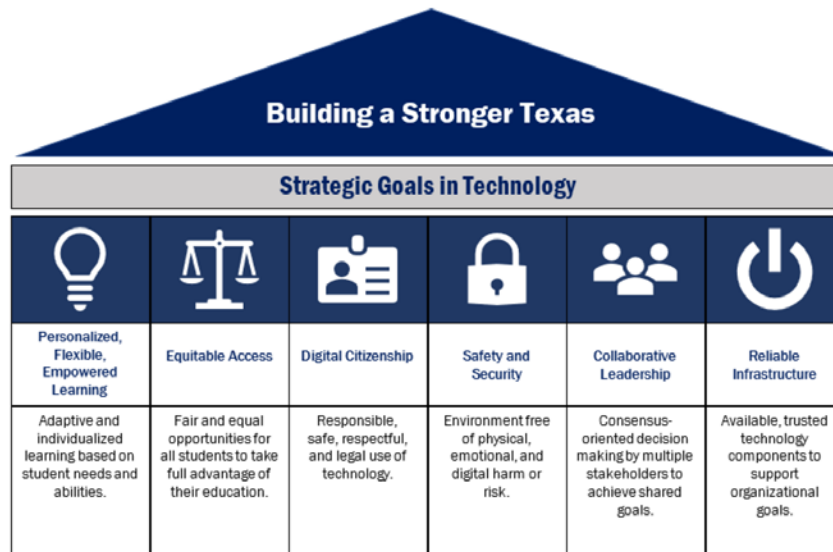 Building a Stronger Texas
Strategic Goals in Technology
Personalized,
Flexible,
Empowered
Learning
Equitable Access
Digital Citizenship
Safety and
Security
Collaborative
Leadership
Reliable
Infrastructure
Adaptive and
individualized
learning based on
student needs and
abilities.
Fair and equal
opportunities for
all students to take
full advantage of
their education.
Responsible,
safe, respectful,
and legal use of
technology.
Environment free
of physical,
emotional, and
digital harm or
risk.
Consensus-
oriented decision
making by multiple
stakeholders to
achieve shared
goals.
Available, trusted
technology
components to
support
organizational
goals.